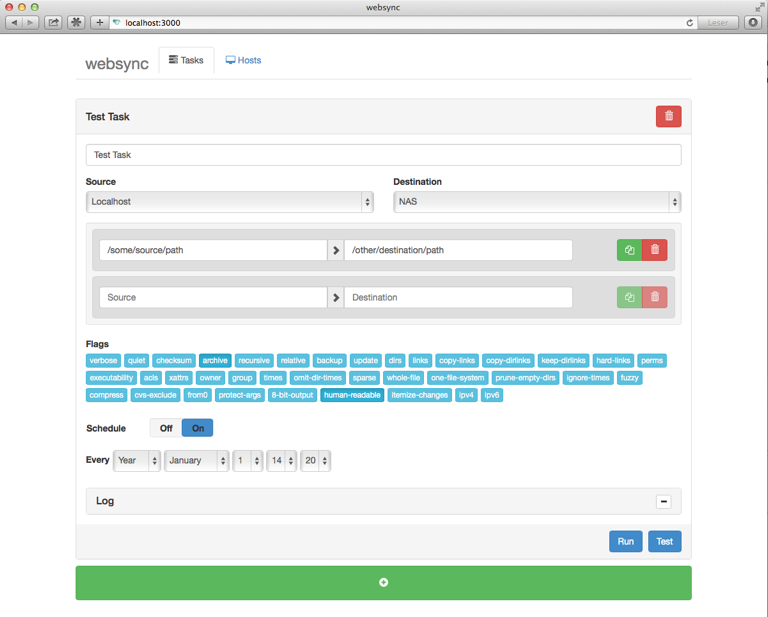 websync
localhost:3000
Leser
websync Tasks Hosts
Test Task
Test Task
Source Destination
Localhost NAS
/some/source/path /other/destination/path
Source Destination
Flags
verbose quiet checksum archive recursive relative backup update dirs links copy-links copy-dirlinks keep-dirlinks hard-links perms
executability acls xattrs owner group times omit-dir-times sparse whole-file one-file-system prune-empty-dirs ignore-times fuzzy
compress cvs-exclude from0 protect-args 8-bit-output human-readable itemize-changes ipv4 ipv6
Schedule Off On
Every Year January 1 14 20
Log
Run Test